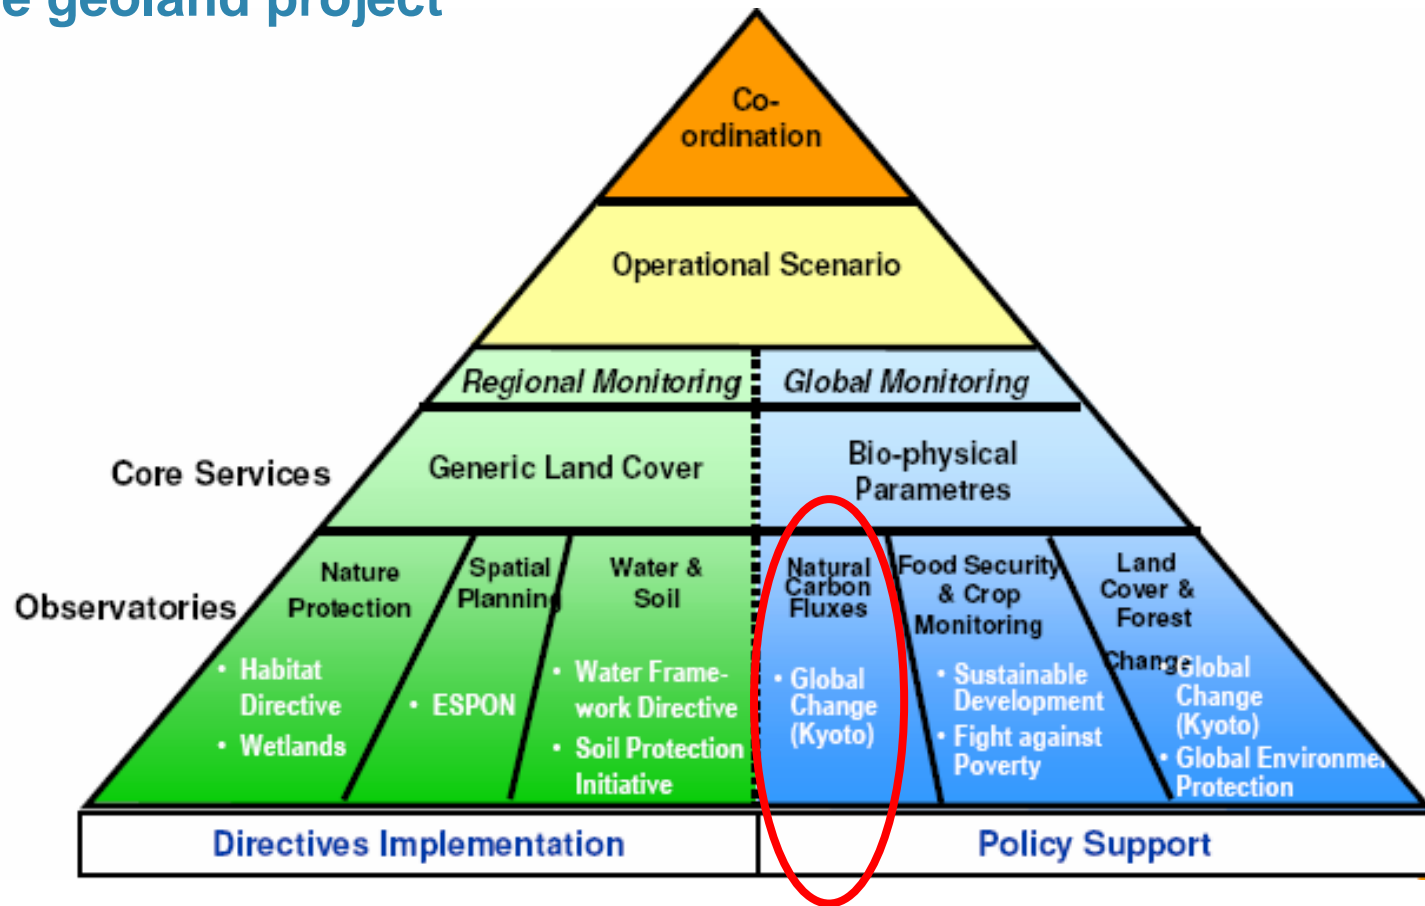 e geoland project
Co-
ordination
Operational Scenario
Regional Monitoring
Global Monitoring
Core Services
Generic Land Cover
Bio-physical
Parametres
Observatories
Nature
Protection
• Habitat
Directive
• Wetlands
Spatial
Planning
• ESPON
Water &
Soil
• Water Frame-
work Directive
• Soil Protection
Initiative
Natural
Carbon
Fluxes
• Global
Change
(Kyoto)
Food Security
& Crop
Monitoring
• Sustainable
Development
• Fight against
Poverty
Land
Cover &
Forest
Change
• Global
Change
(Kyoto)
• Global Environme
Protection
Directives Implementation
Policy Support